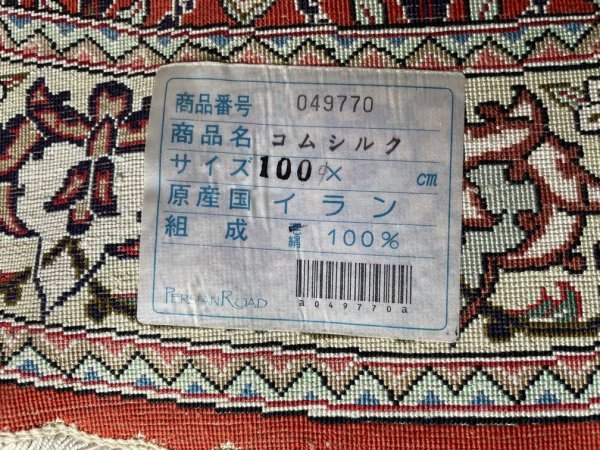 商品番号 049770
商品名 コムシルク
サイズ 100φ× cm
原産国 イラン
組成 絹 100%
PERSIAN ROAD
a049770a